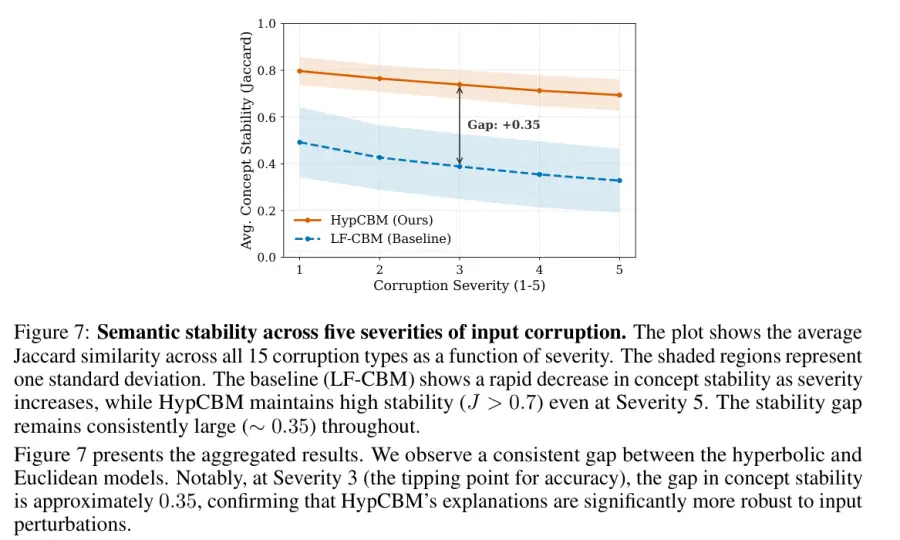 1.0
0.8
0.6
0.4
0.2
0.0
Avg. Concept Stability (Jaccard)
Gap: +0.35
HypCBM (Ours)
LF-CBM (Baseline)
1 2 3 4 5
Corruption Severity (1-5)
Figure 7: Semantic stability across five severities of input corruption. The plot shows the average
Jaccard similarity across all 15 corruption types as a function of severity. The shaded regions represent
one standard deviation. The baseline (LF-CBM) shows a rapid decrease in concept stability as severity
increases, while HypCBM maintains high stability (J > 0.7) even at Severity 5. The stability gap
remains consistently large (∼ 0.35) throughout.
Figure 7 presents the aggregated results. We observe a consistent gap between the hyperbolic and
Euclidean models. Notably, at Severity 3 (the tipping point for accuracy), the gap in concept stability
is approximately 0.35, confirming that HypCBM's explanations are significantly more robust to input
perturbations.